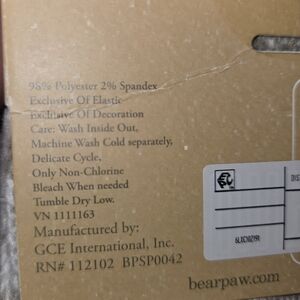 98% Polyester 2% Spandex
Exclusive Of Elastic
Exclusive Of Decoration
Care: Wash Inside Out,
Machine Wash Cold separately,
Delicate Cycle,
Only Non-Chlorine
Bleach When needed
Tumble Dry Low.
VN 1111163
Manufactured by:
GCE International, Inc.
RN# 112102 BPSP0042
bearpaw.com